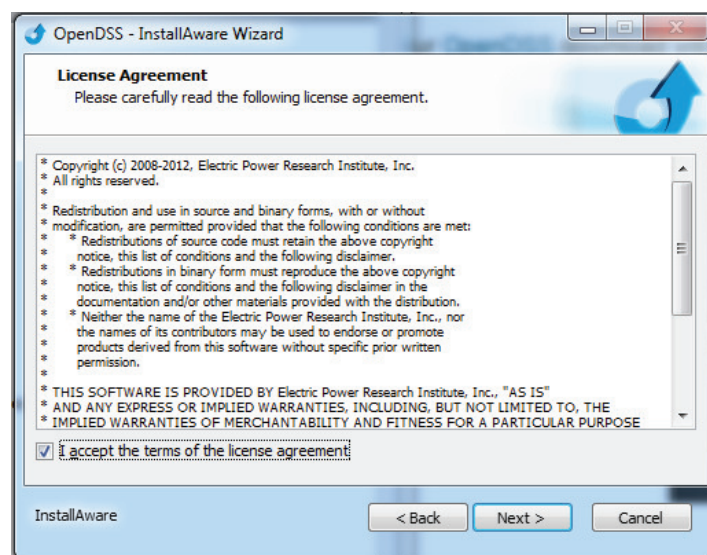 OpenDSS - InstallAware Wizard
License Agreement
Please carefully read the following license agreement.
* Copyright (c) 2008-2012, Electric Power Research Institute, Inc.
* All rights reserved.
*
* Redistribution and use in source and binary forms, with or without
* modification, are permitted provided that the following conditions are met:
* * Redistributions of source code must retain the above copyright
* notice, this list of conditions and the following disclaimer.
* * Redistributions in binary form must reproduce the above copyright
* notice, this list of conditions and the following disclaimer in the
* documentation and/or other materials provided with the distribution.
* * Neither the name of the Electric Power Research Institute, Inc., nor
* the names of its contributors may be used to endorse or promote
* products derived from this software without specific prior written
* permission.
*
* THIS SOFTWARE IS PROVIDED BY Electric Power Research Institute, Inc., "AS IS"
* AND ANY EXPRESS OR IMPLIED WARRANTIES, INCLUDING, BUT NOT LIMITED TO, THE
* IMPLIED WARRANTIES OF MERCHANTABILITY AND FITNESS FOR A PARTICULAR PURPOSE
I accept the terms of the license agreement
InstallAware
< Back
Next >
Cancel